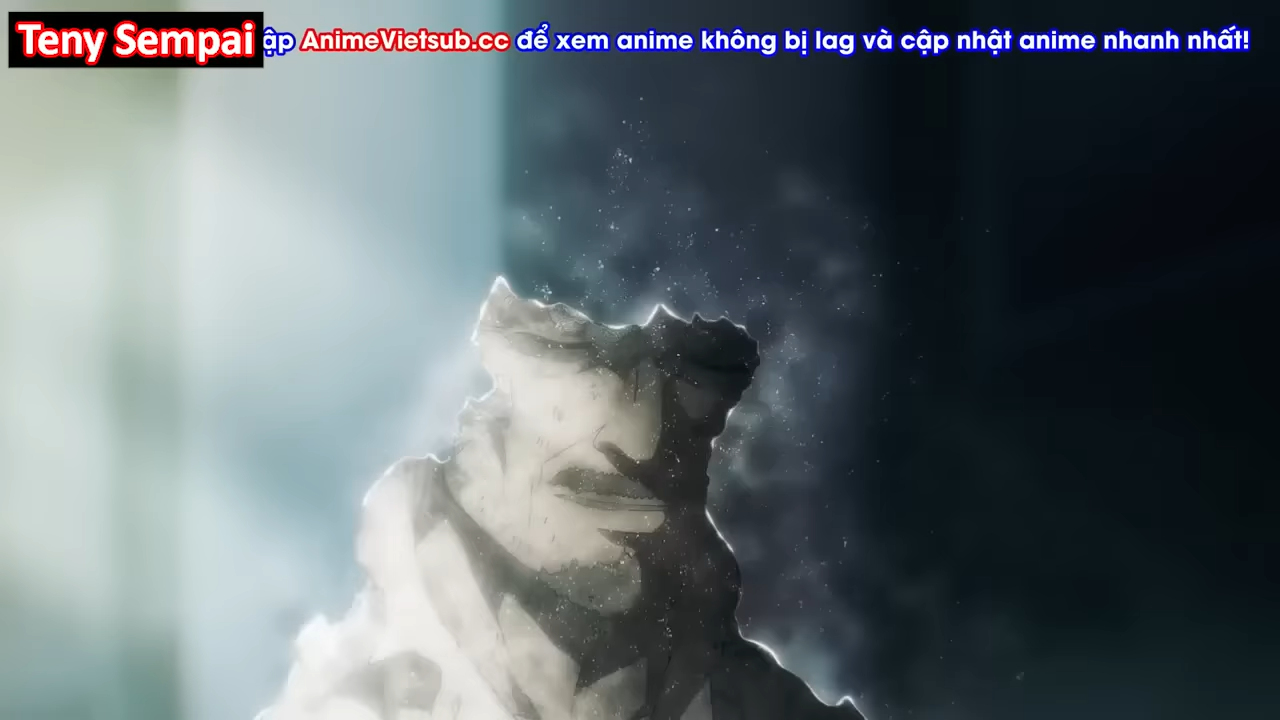 Teny Sempai
ập AnimeVietsub.cc để xem anime không bị lag và cập nhật anime nhanh nhất!